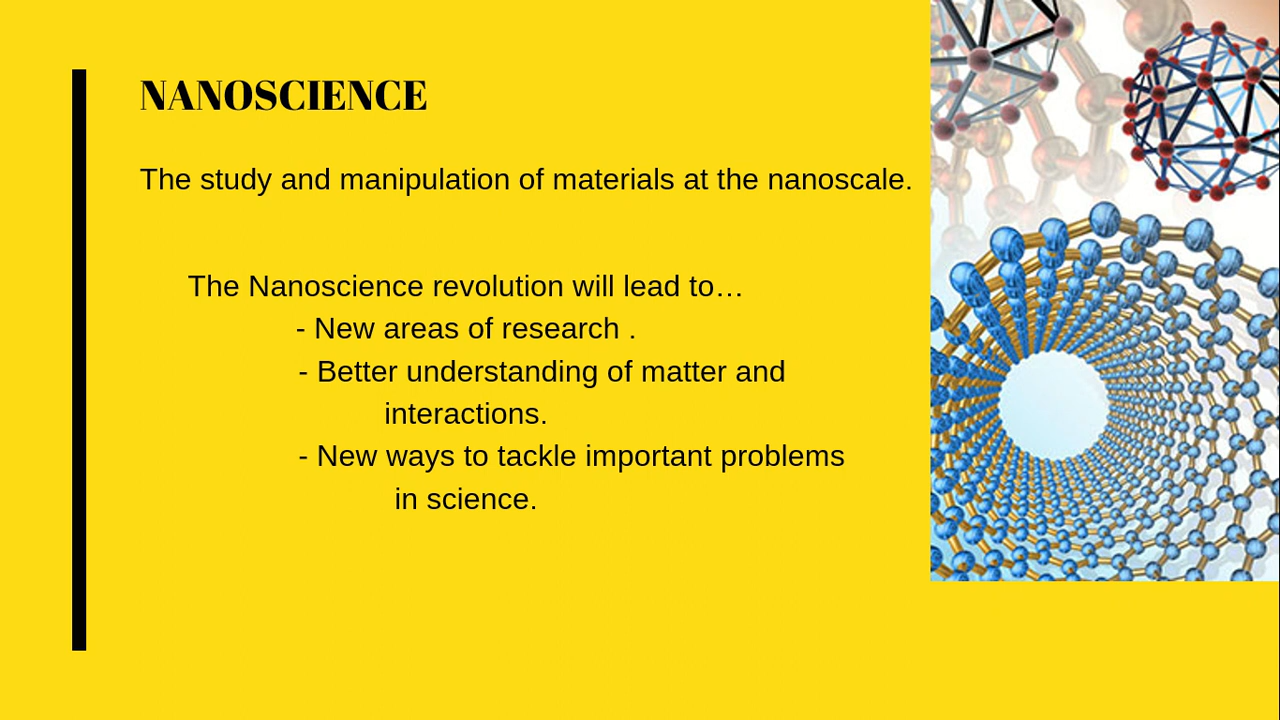 NANOSCIENCE
The study and manipulation of materials at the nanoscale.
The Nanoscience revolution will lead to…
- New areas of research .
- Better understanding of matter and
interactions.
- New ways to tackle important problems
in science.